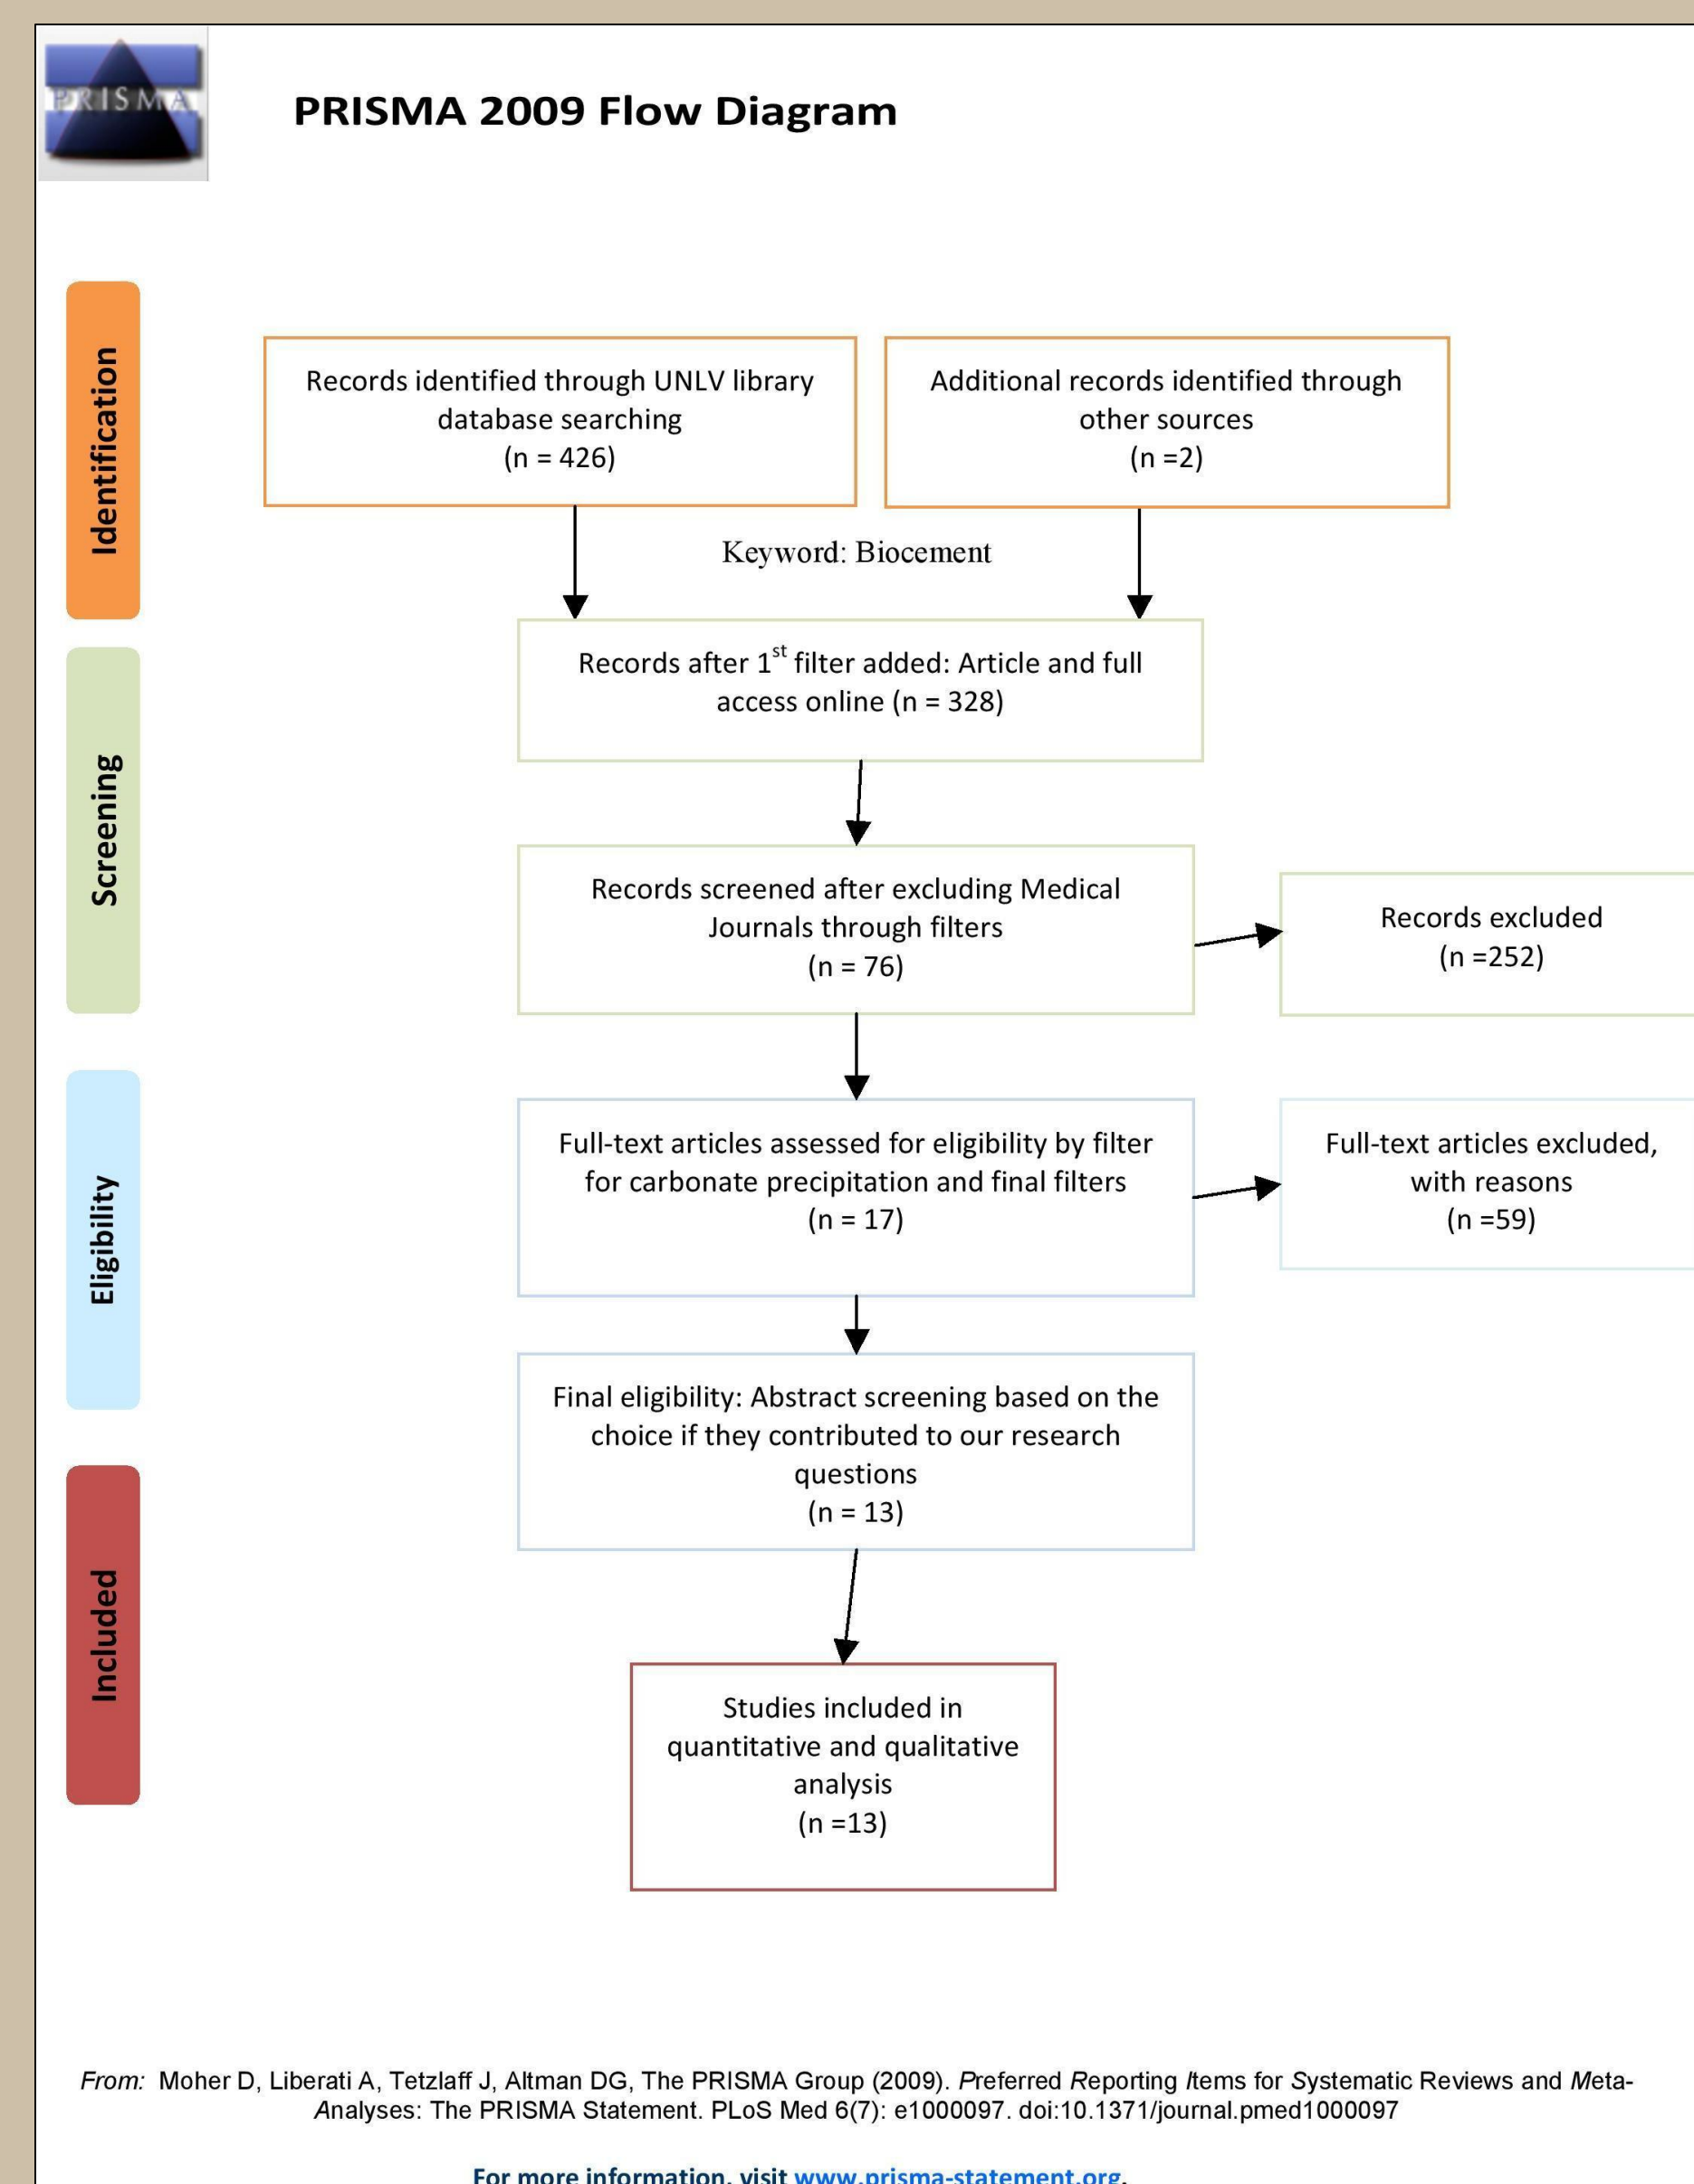 PRISMA
PRISMA 2009 Flow Diagram
Identification
Records identified through UNLV library
database searching
(n = 426)
Additional records identified through
other sources
(n =2)
Keyword: Biocement
Screening
Records after 1st filter added: Article and full
access online (n = 328)
Records screened after excluding Medical
Journals through filters
(n = 76)
Records excluded
(n =252)
Eligibility
Full-text articles assessed for eligibility by filter
for carbonate precipitation and final filters
(n = 17)
Full-text articles excluded,
with reasons
(n =59)
Final eligibility: Abstract screening based on the
choice if they contributed to our research
questions
(n = 13)
Included
Studies included in
quantitative and qualitative
analysis
(n =13)
From: Moher D, Liberati A, Tetzlaff J, Altman DG, The PRISMA Group (2009). Preferred Reporting Items for Systematic Reviews and Meta-
Analyses: The PRISMA Statement. PLoS Med 6(7): e1000097. doi:10.1371/journal.pmed1000097
For more information, visit www.prisma-statement.org.